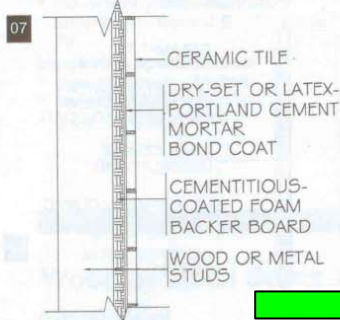 07
CERAMIC TILE
DRY-SET OR LATEX-
PORTLAND CEMENT
MORTAR
BOND COAT
CEMENTITIOUS-
COATED FOAM
BACKER BOARD
WOOD OR METAL
STUDS